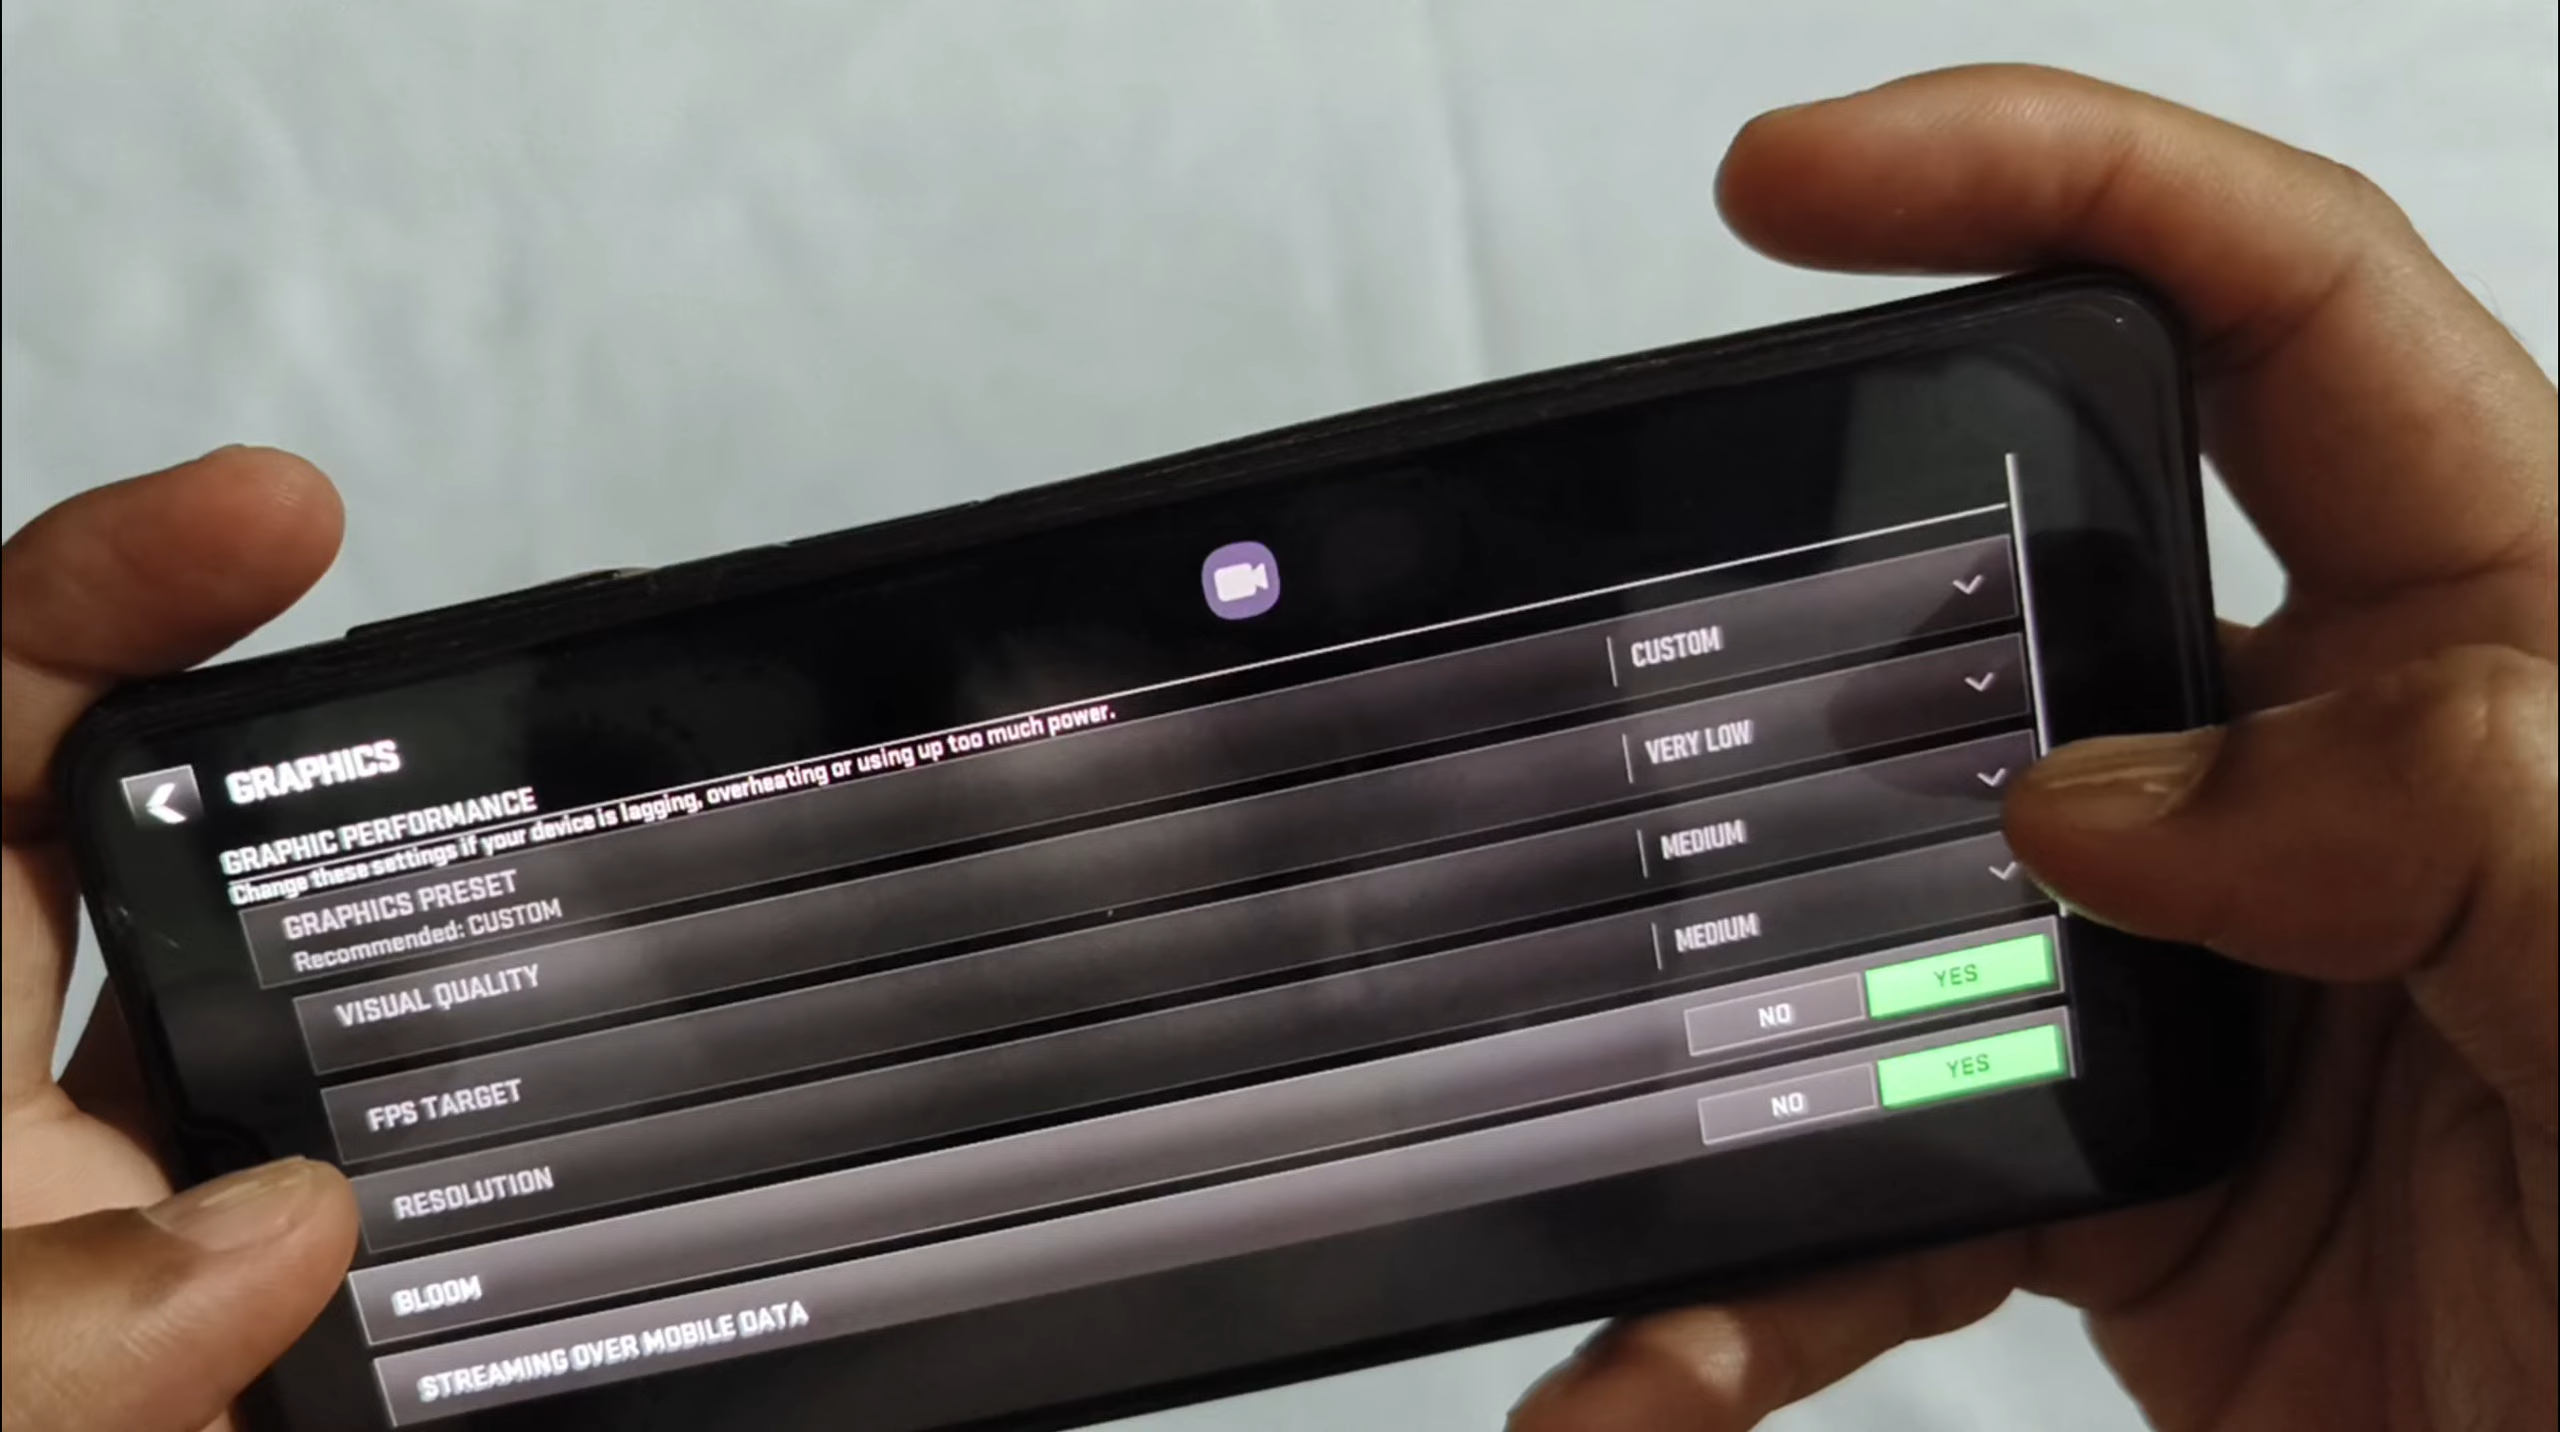 GRAPHICS
GRAPHIC PERFORMANCE
Change these settings if your device is lagging, overheating or using up too much power.
GRAPHICS PRESET
Recommended: CUSTOM
CUSTOM
VISUAL QUALITY
VERY LOW
FPS TARGET
MEDIUM
RESOLUTION
MEDIUM
BLOOM
NO YES
STREAMING OVER MOBILE DATA
NO YES